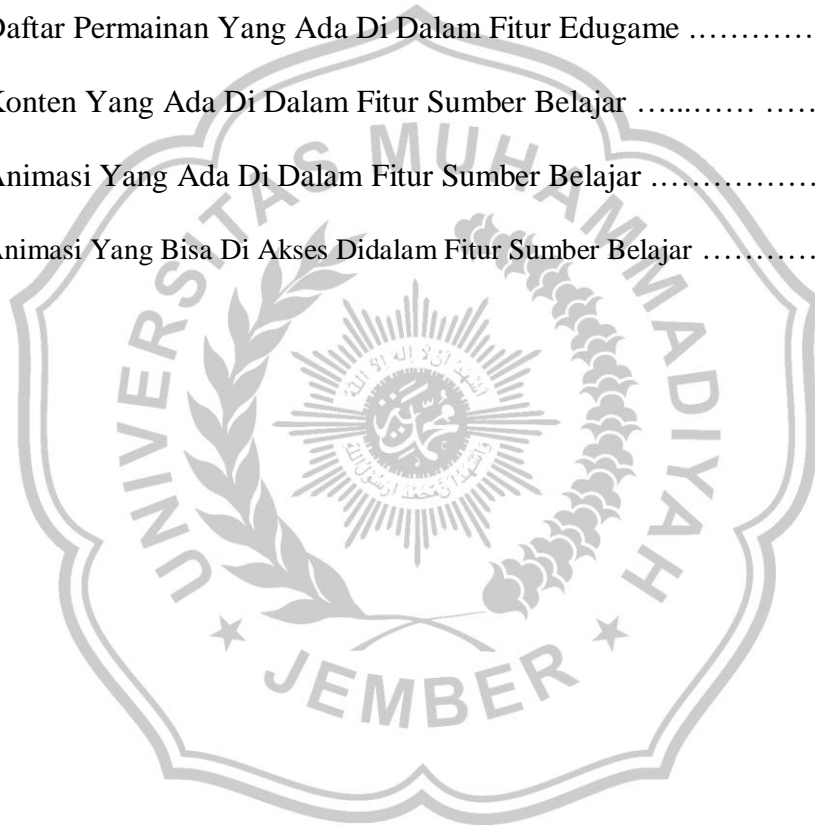 Daftar Permainan Yang Ada Di Dalam Fitur Edugame …………..
Konten Yang Ada Di Dalam Fitur Sumber Belajar …...…… …..
Animasi Yang Ada Di Dalam Fitur Sumber Belajar ….…………..
Animasi Yang Bisa Di Akses Didalam Fitur Sumber Belajar …………
UNIVERSITAS MUHAMMADIYAH
JEMBER